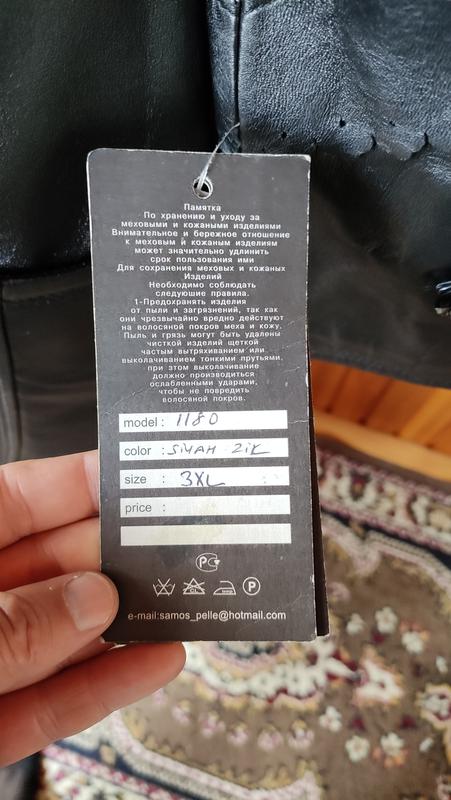 Памятка
По хранению и уходу за
меховыми и кожаными изделиями
Внимательное и бережное отношение
к меховым и кожаным изделиям
может значительно удлинить
срок пользования ими
Для сохранения меховых и кожаных
Изделий
Необходимо соблюдать
следующие правила.
1-Предохранять изделия
от пыли и загрязнений, так как
они чрезвычайно вредно действуют
на волосяной покров меха и кожу.
Пыль и грязь могут быть удалены
чисткой изделий щеткой
частым вытряхиванием или
выколачиванием тонкими прутьями,
при этом выколачивание
должно производиться
ослабленными ударами,
чтобы не повредить
волосяной покров.
model : 1180
color : SiYAH
size : 3XL
price :
CL
P
e-mail:samos_pelle@hotmail.com